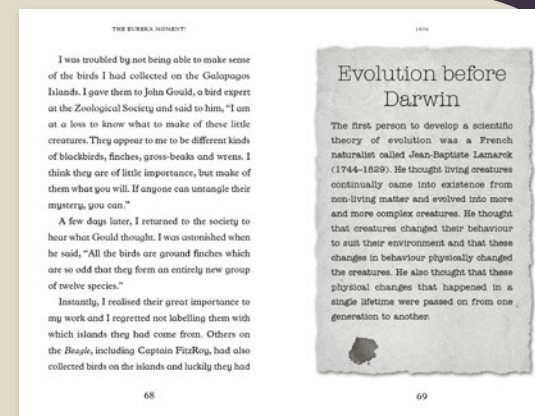 THE EUREKA MOMENT!
I was troubled by not being able to make sense
of the birds I had collected on the Galapagos
Islands. I gave them to John Gould, a bird expert
at the Zoological Society and said to him, “I am
at a loss to know what to make of these little
creatures. They appear to me to be different kinds
of blackbirds, finches, gross-beaks and wrens. I
think they are of little importance, but make of
them what you will. If anyone can untangle their
mystery, you can.”
A few days later, I returned to the society to
hear what Gould thought. I was astonished when
he said, “All the birds are ground finches which
are so odd that they form an entirely new group
of twelve species.”
Instantly, I realised their great importance to
my work and I regretted not labelling them with
which islands they had come from. Others on
the Beagle, including Captain FitzRoy, had also
collected birds on the islands and luckily they had
68
Evolution before
Darwin
The first person to develop a scientific
theory of evolution was a French
naturalist called Jean-Baptiste Lamarck
(1744–1829). He thought living creatures
continually came into existence from
non-living matter and evolved into more
and more complex creatures. He thought
that creatures changed their behaviour
to suit their environment and that these
changes in behaviour physically changed
the creatures. He also thought that these
physical changes that happened in a
single lifetime were passed on from one
generation to another.
69